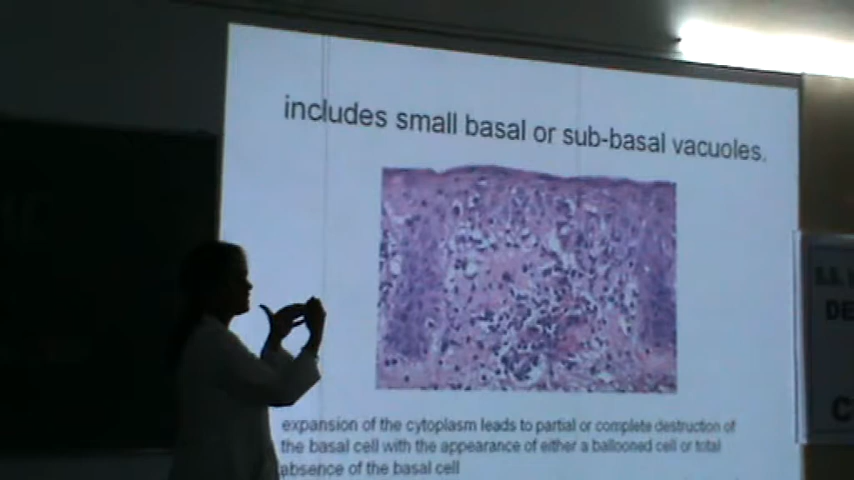 includes small basal or sub-basal vacuoles.
expansion of the cytoplasm leads to partial or complete destruction of
the basal cell with the appearance of either a ballooned cell or total
absence of the basal cell